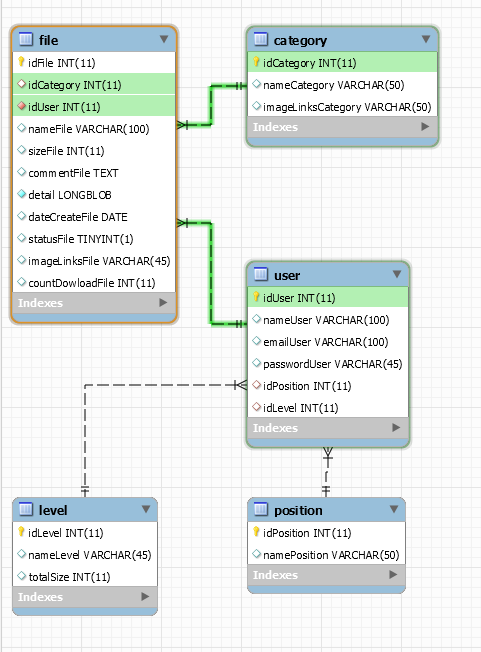 file
idFile INT(11)
idCategory INT(11)
idUser INT(11)
nameFile VARCHAR(100)
sizeFile INT(11)
commentFile TEXT
detail LONGBLOB
dateCreateFile DATE
statusFile TINYINT(1)
imageLinksFile VARCHAR(45)
countDowloadFile INT(11)
Indexes
category
idCategory INT(11)
nameCategory VARCHAR(50)
imageLinksCategory VARCHAR(50)
Indexes
user
idUser INT(11)
nameUser VARCHAR(100)
emailUser VARCHAR(100)
passwordUser VARCHAR(45)
idPosition INT(11)
idLevel INT(11)
Indexes
level
idLevel INT(11)
nameLevel VARCHAR(45)
totalSize INT(11)
Indexes
position
idPosition INT(11)
namePosition VARCHAR(50)
Indexes